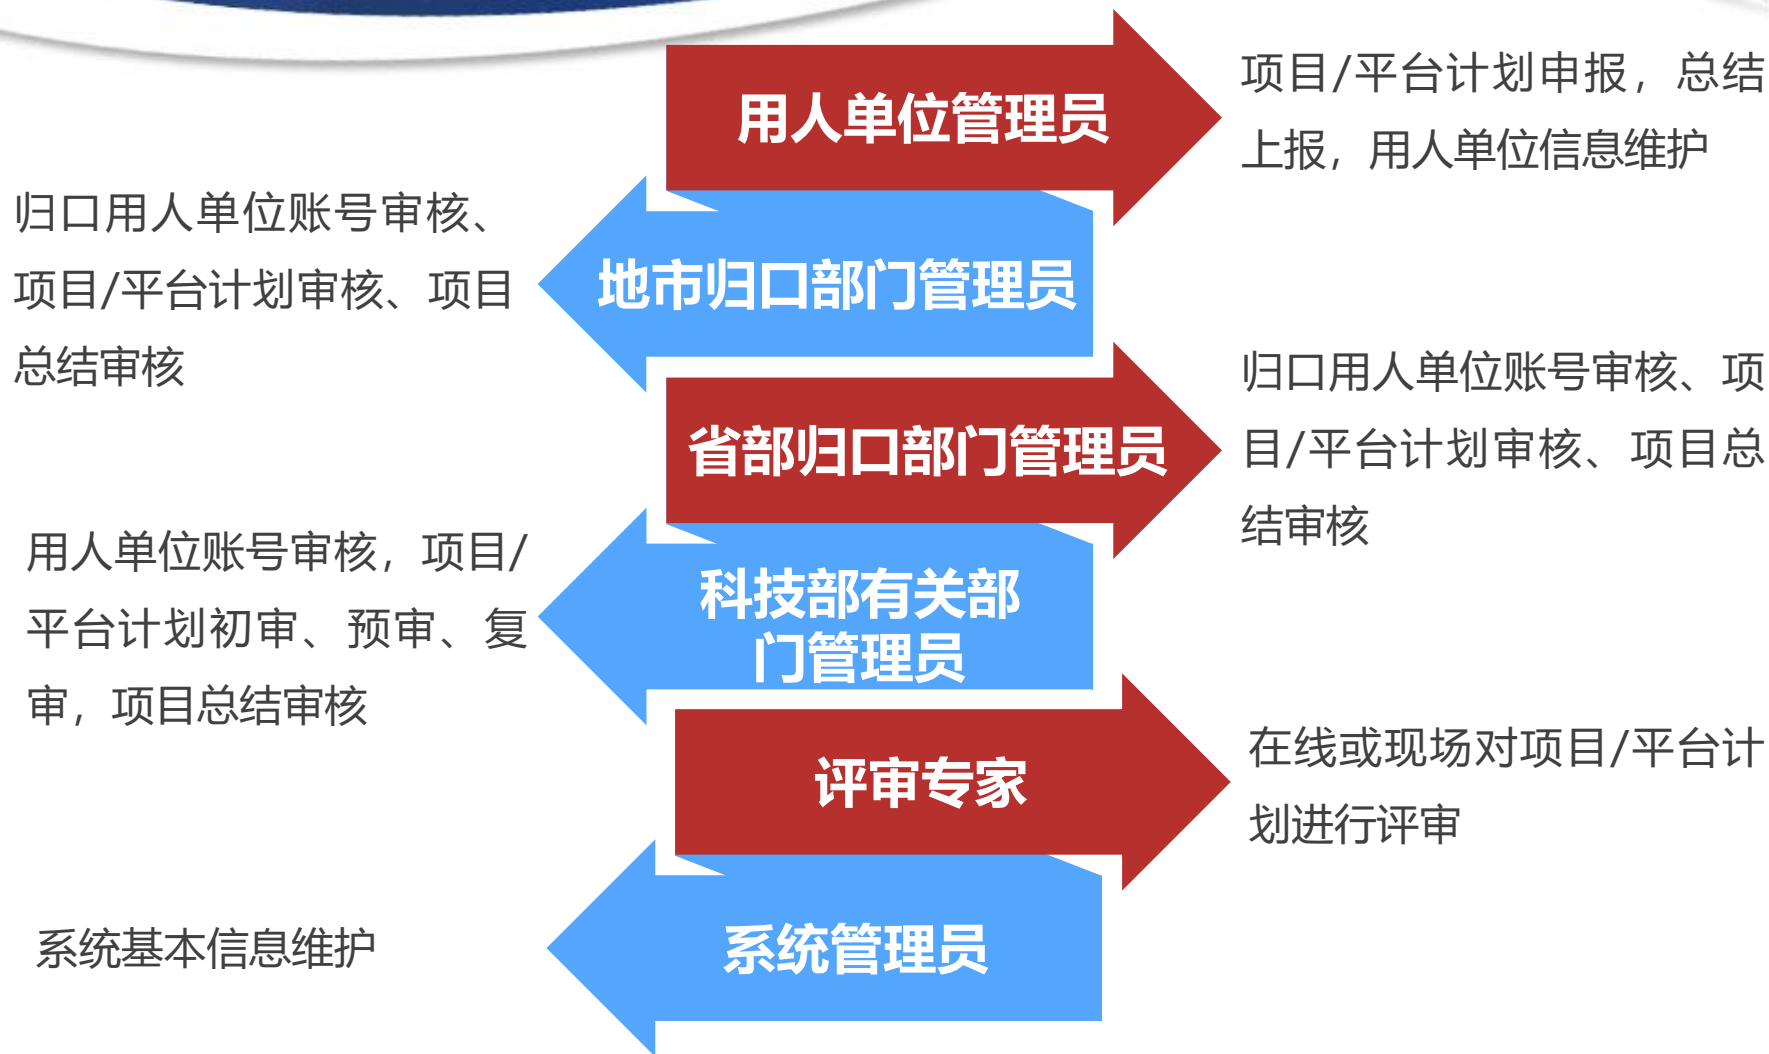 用人单位管理员
项目/平台计划申报，总结
上报，用人单位信息维护
地市归口部门管理员
归口用人单位账号审核、
项目/平台计划审核、项目
总结审核
省部归口部门管理员
归口用人单位账号审核、项
目/平台计划审核、项目总
结审核
科技部有关部
门管理员
用人单位账号审核，项目/
平台计划初审、预审、复
审，项目总结审核
评审专家
在线或现场对项目/平台计
划进行评审
系统管理员
系统基本信息维护